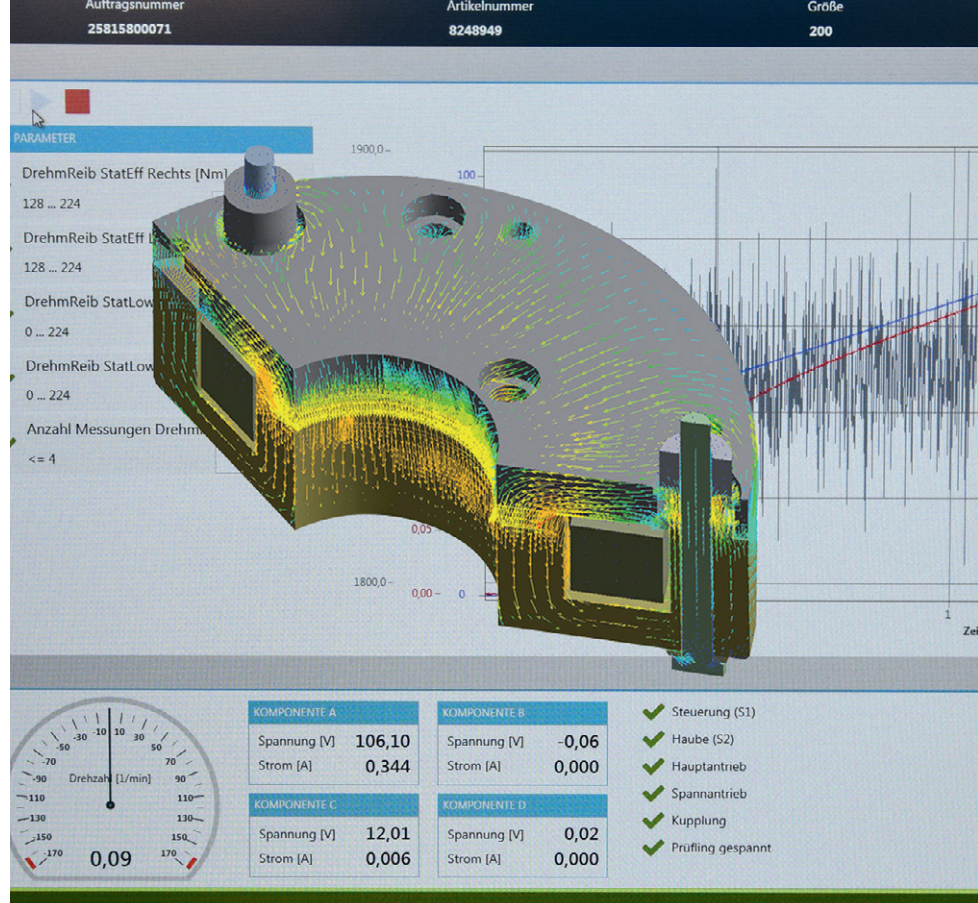 Auftragsnummer
Artikelnummer
Größe
25815800071
8248949
200
PARAMETER
DrehmReib StatEff Rechts [Nm]
128 ... 224
DrehmReib StatEff
128 ... 224
DrehmReib StatLow
0 ... 224
DrehmReib StatLow
0 ... 224
Anzahl Messungen
<= 4
1900,0
100
0,05
1800,0
0,00
0
1
-10
10
-30
30
-50
50
-70
70
-90
90
-110
110
-130
130
-150
150
-170
170
Drehzahl [1/min]
0,09
KOMPONENTE A
Spannung [V] 106,10
Strom [A] 0,344
KOMPONENTE B
Spannung [V] -0,06
Strom [A] 0,000
KOMPONENTE C
Spannung [V] 12,01
Strom [A] 0,006
KOMPONENTE D
Spannung [V] 0,02
Strom [A] 0,000
Steuerung (S1)
Haube (S2)
Hauptantrieb
Spannantrieb
Kupplung
Prüfling gespannt